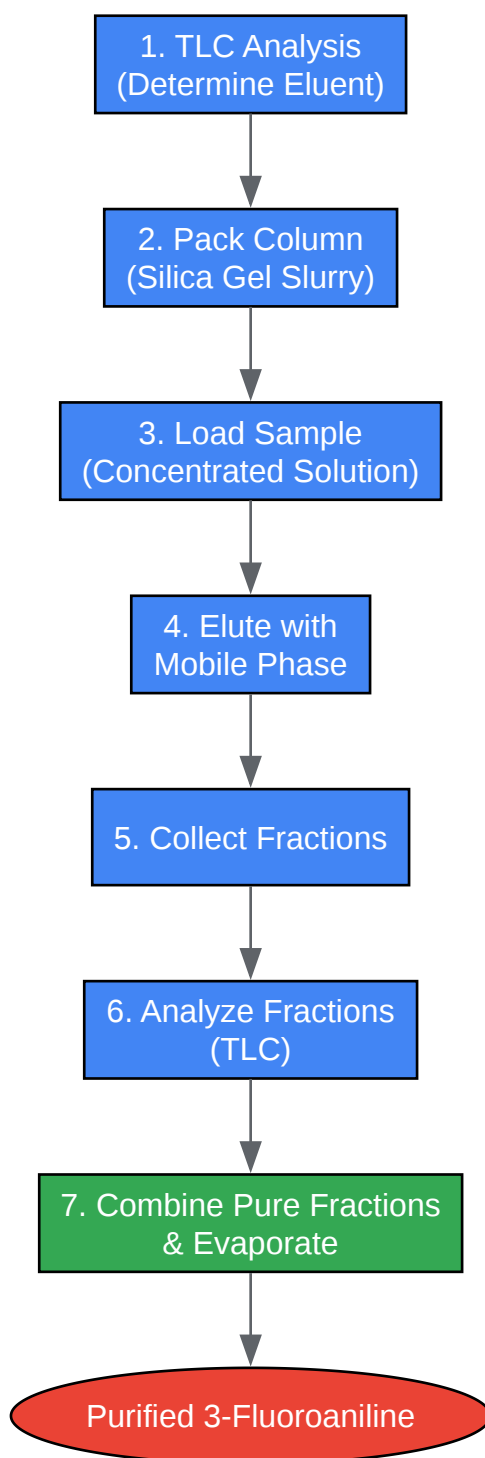 1. TLC Analysis
(Determine Eluent)
2. Pack Column
(Silica Gel Slurry)
3. Load Sample
(Concentrated Solution)
4. Elute with
Mobile Phase
5. Collect Fractions
6. Analyze Fractions
(TLC)
7. Combine Pure Fractions
& Evaporate
Purified 3-Fluoroaniline